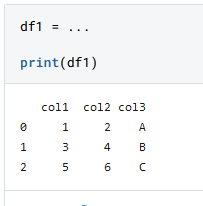 df1 = ...
print(df1)
col1 col2 col3
0 1 2 A
1 3 4 B
2 5 6 C